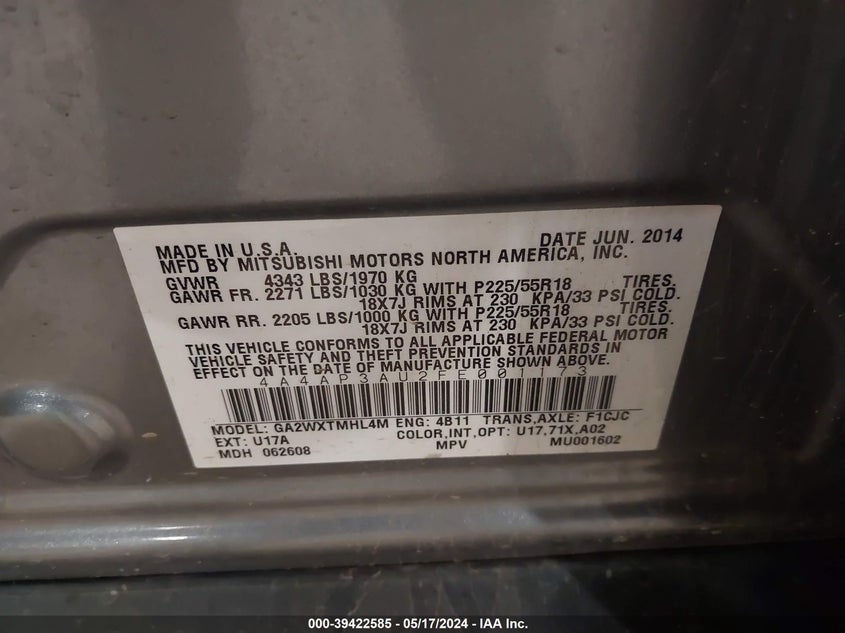 MADE IN U.S.A. DATE JUN. 2014
MFD BY MITSUBISHI MOTORS NORTH AMERICA, INC.
GVWR 4343 LBS/1970 KG
GAWR FR. 2271 LBS/1030 KG WITH P225/55R18 TIRES.
18X7J RIMS AT 230 KPA/33 PSI COLD.
GAWR RR. 2205 LBS/1000 KG WITH P225/55R18 TIRES.
18X7J RIMS AT 230 KPA/33 PSI COLD.
THIS VEHICLE CONFORMS TO ALL APPLICABLE FEDERAL MOTOR
VEHICLE SAFETY AND THEFT PREVENTION STANDARDS IN
EFFECT ON THE DATE OF MANUFACTURE SHOWN ABOVE.
4A4AP3AU2FE001173
MODEL: GA2WXTMHL4M ENG: 4B11 TRANS,AXLE: F1CJC
EXT: U17A COLOR,INT,OPT: U17,71X,A02
MDH 062608 MPV MU001602
000-39422585 - 05/17/2024 - IAA Inc.